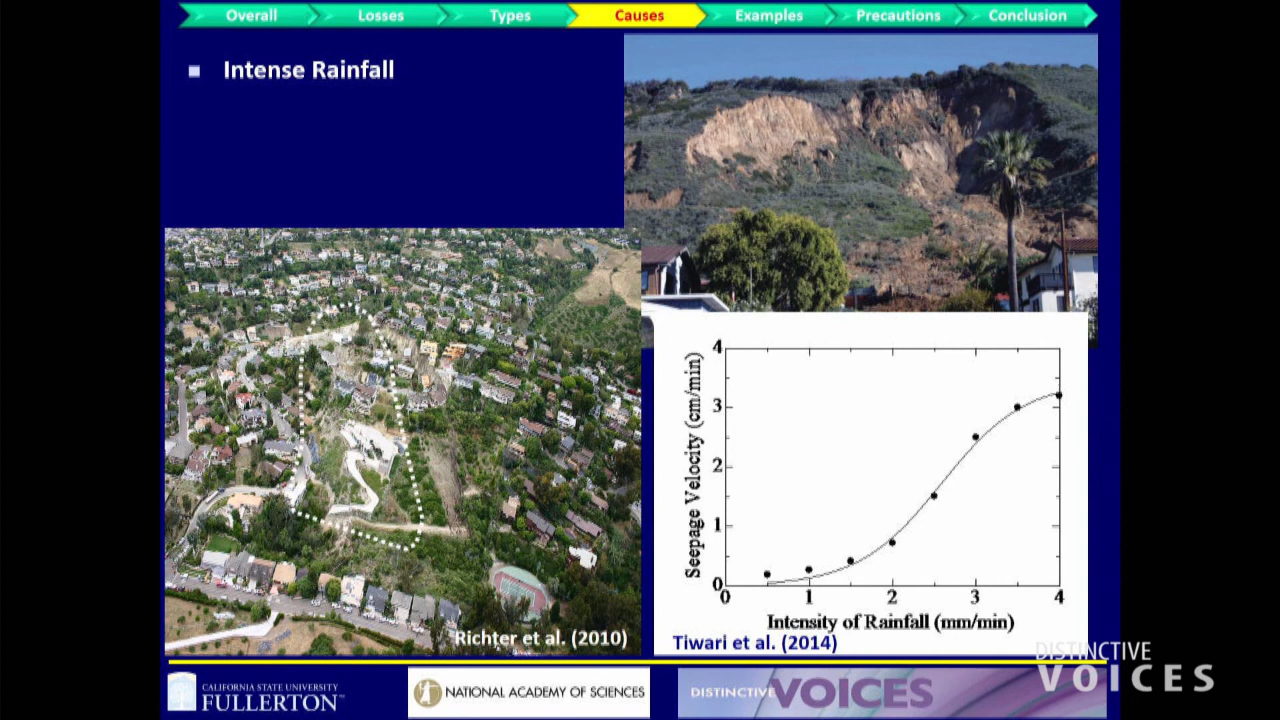 Overall
Losses
Types
Causes
Examples
Precautions
Conclusion
Intense Rainfall
Richter et al. (2010)
4
3
2
1
0
Seepage Velocity (cm/min)
0
1
2
3
4
Intensity of Rainfall (mm/min)
Tiwari et al. (2014)
DISTINCTIVE
VOICES
CALIFORNIA STATE UNIVERSITY
FULLERTON™
NATIONAL ACADEMY OF SCIENCES
DISTINCTIVE VOICES